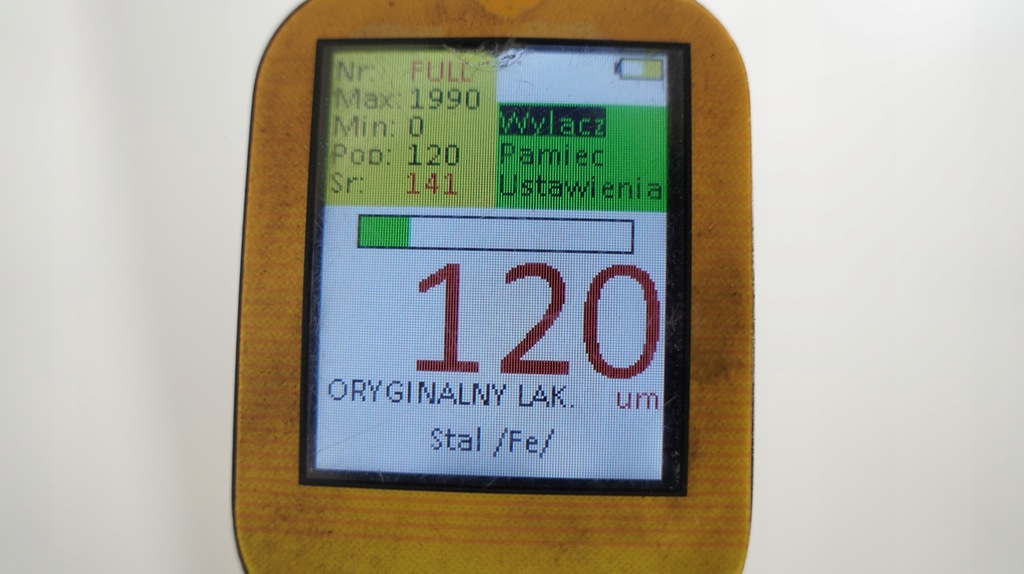 Nr: FULL
Max: 1990
Min: 0
Pop: 120
Sr: 141
Wylacz
Pamiec
Ustawienia
120
ORYGINALNY LAK. um
Stal /Fe/